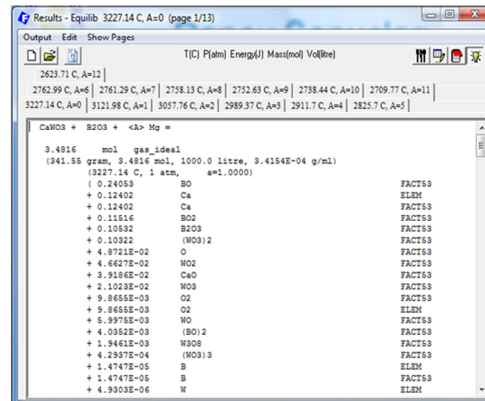 Results - Equilib 3227.14 C, A=0 (page 1/13)
Output Edit Show Pages
T(C) P(atm) Energy(J) Mass(mol) Vol(litre)
2623.71 C, A=12
2762.99 C, A=6 2761.29 C, A=7 2758.13 C, A=8 2752.63 C, A=9 2738.44 C, A=10 2709.77 C, A=11
3227.14 C, A=0 3121.98 C, A=1 3057.76 C, A=2 2989.37 C, A=3 2911.7 C, A=4 2825.7 C, A=5
CaWO3 + B2O3 + <A> Mg =
3.4816 mol gas_ideal
(341.55 gram, 3.4816 mol, 1000.0 litre, 3.4154E-04 g/ml)
(3227.14 C, 1 atm, a=1.0000)
( 0.24053 BO FACT53
+ 0.12402 Ca ELEM
+ 0.12402 Ca FACT53
+ 0.11516 BO2 FACT53
+ 0.10532 B2O3 FACT53
+ 0.10322 (WO3)2 FACT53
+ 4.8721E-02 O FACT53
+ 4.6627E-02 WO2 FACT53
+ 3.9186E-02 CaO FACT53
+ 2.1023E-02 WO3 FACT53
+ 9.8655E-03 O2 FACT53
+ 9.8655E-03 O2 ELEM
+ 5.9975E-03 WO FACT53
+ 4.0352E-03 (BO)2 FACT53
+ 1.9461E-03 W3O8 FACT53
+ 4.2937E-04 (WO3)3 FACT53
+ 1.4747E-05 B ELEM
+ 1.4747E-05 B FACT53
+ 4.9303E-06 W ELEM